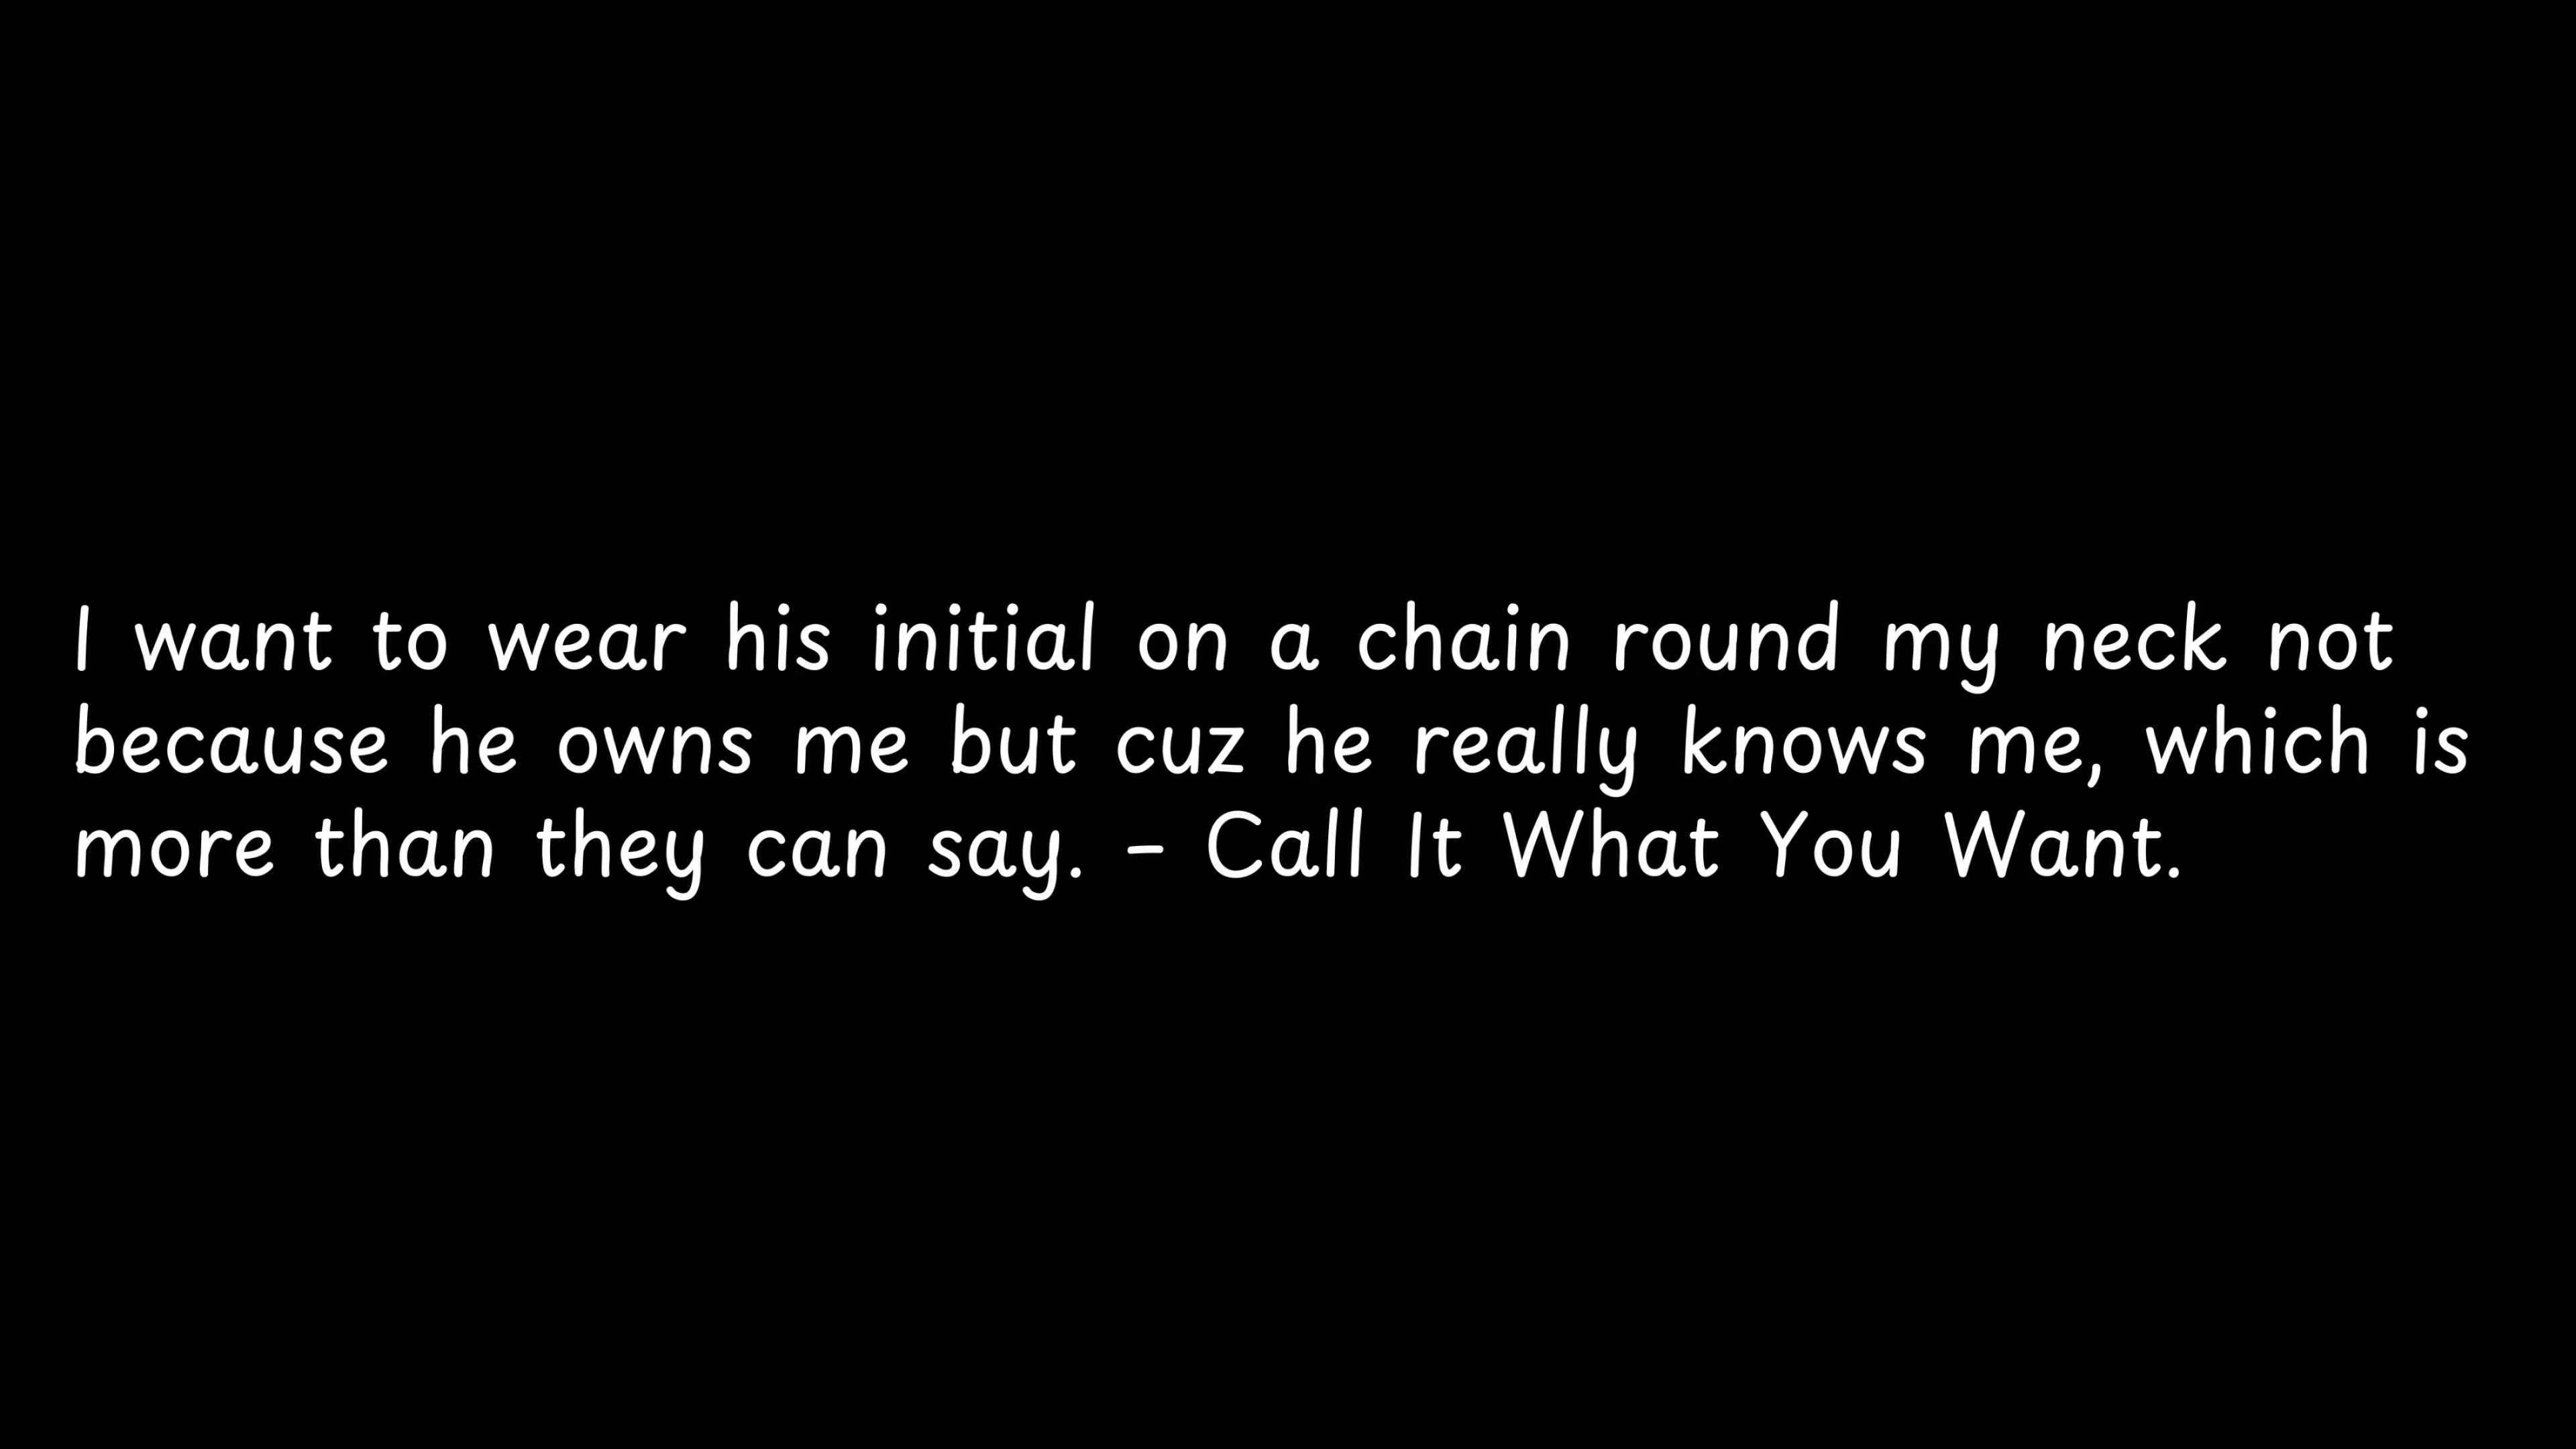 I want to wear his initial on a chain round my neck not
because he owns me but cuz he really knows me, which is
more than they can say. - Call It What You Want.